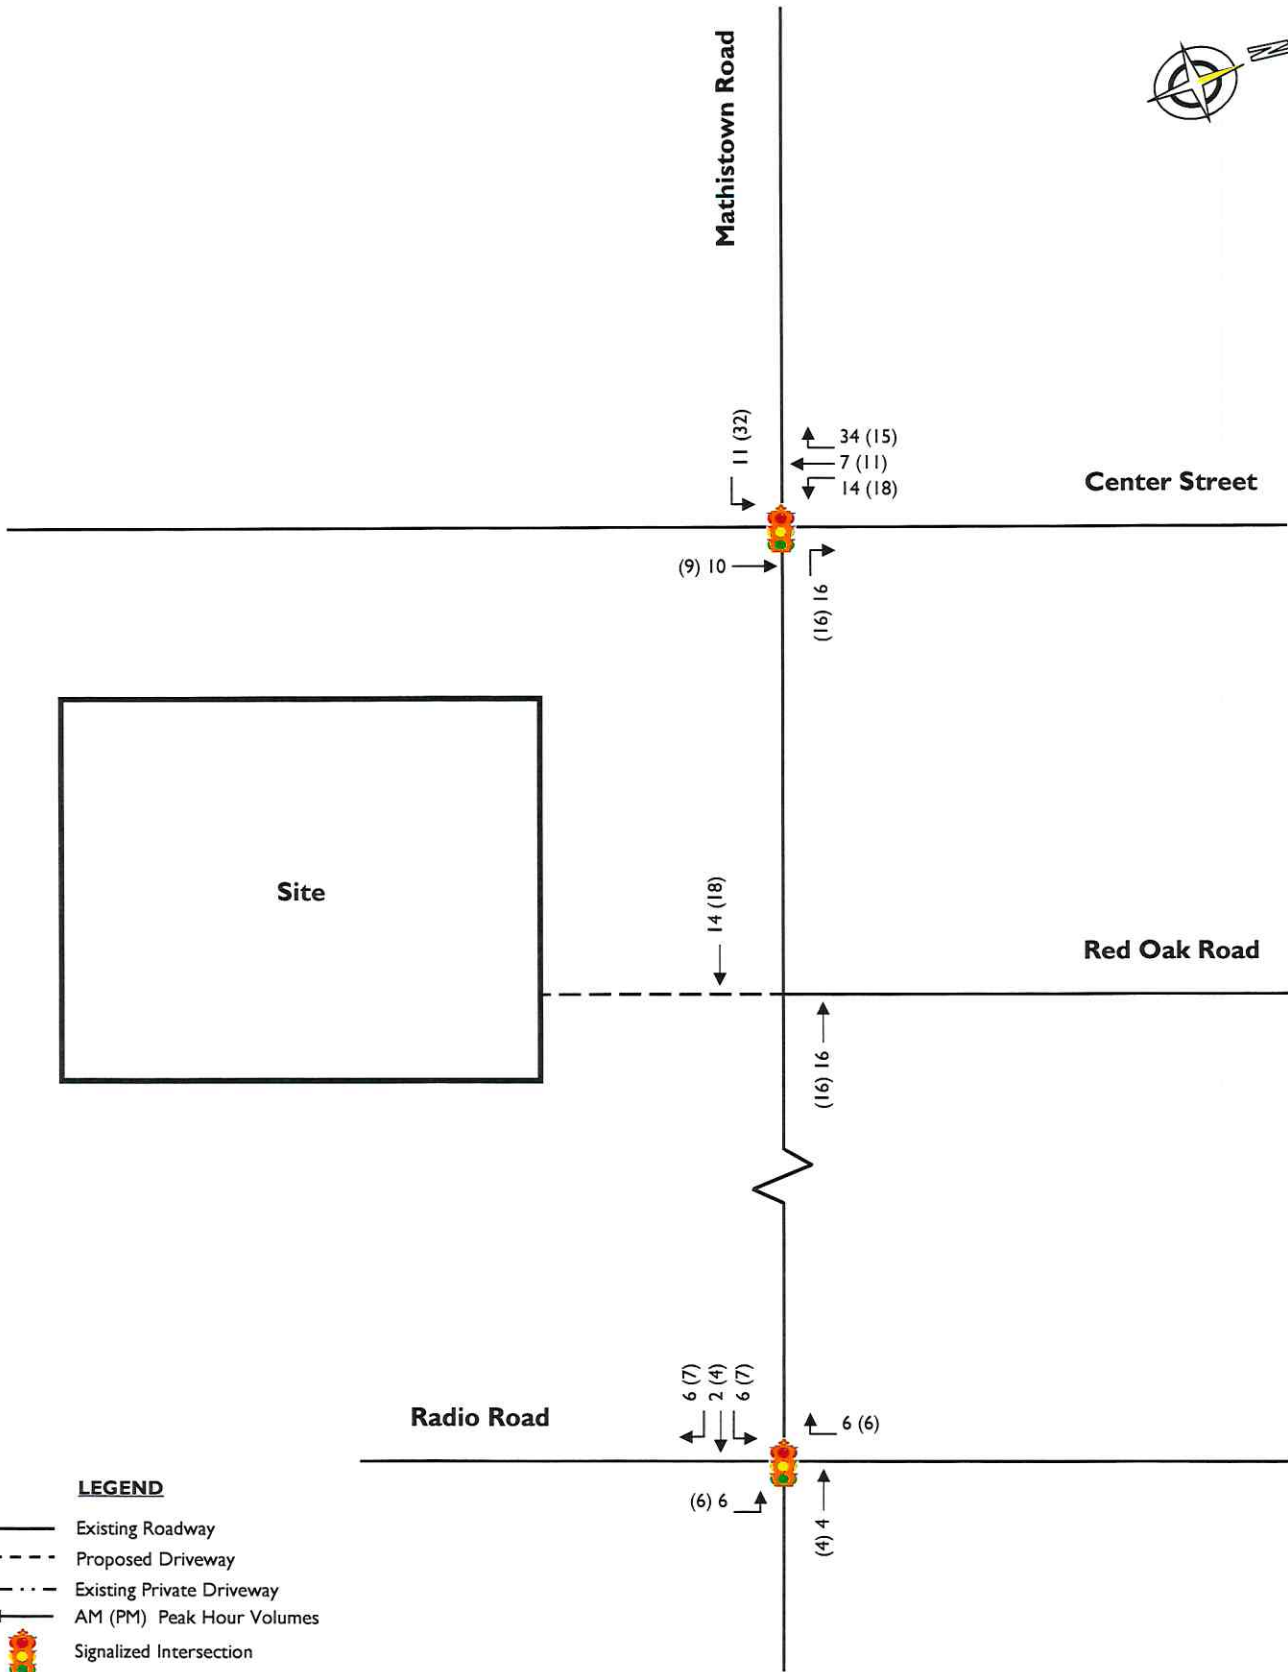 Mathistown Road
N
11 (32)
34 (15)
7 (11)
14 (18)
Center Street
(9) 10
(16) 16
Site
14 (18)
Red Oak Road
(16) 16
6 (7)
2 (4)
6 (7)
Radio Road
6 (6)
(6) 6
(4) 4
LEGEND
Existing Roadway
Proposed Driveway
Existing Private Driveway
AM (PM) Peak Hour Volumes
Signalized Intersection